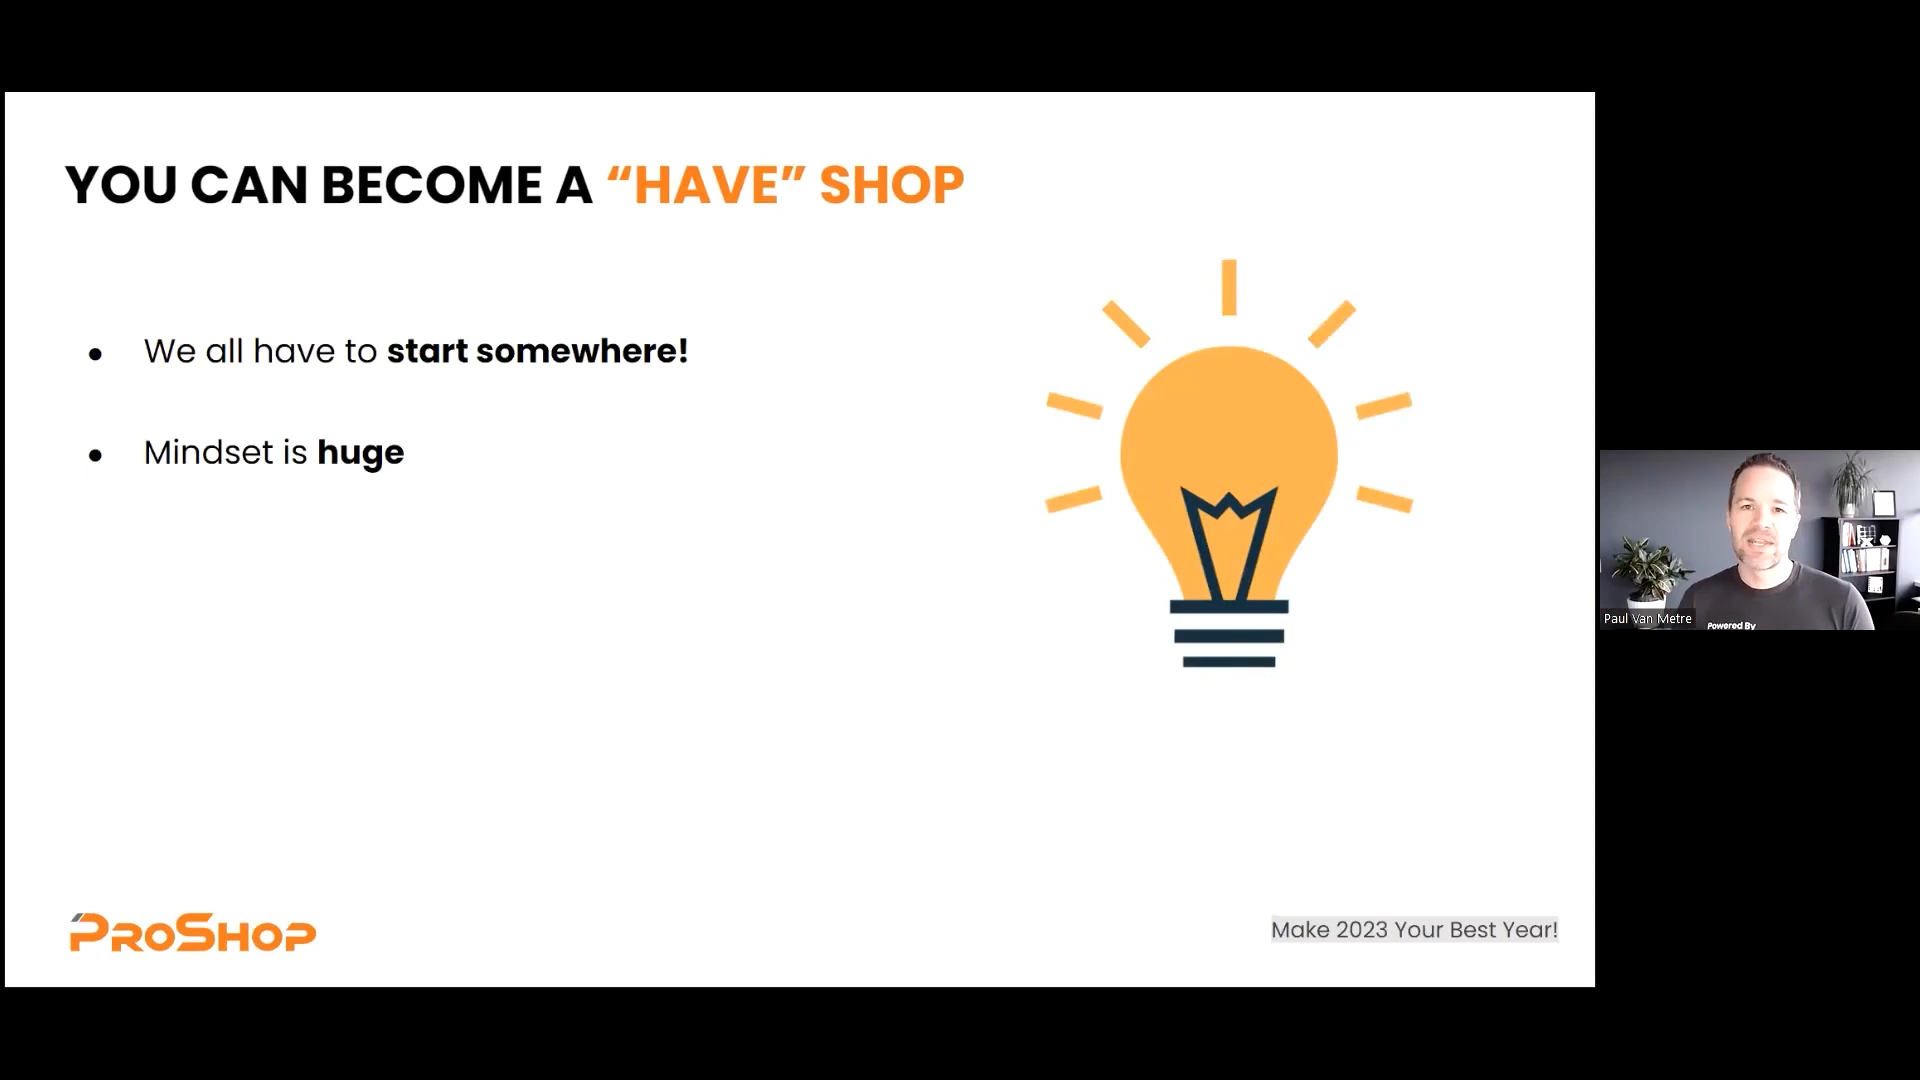 YOU CAN BECOME A “HAVE” SHOP
● We all have to start somewhere!
● Mindset is huge
PROSHOP
Make 2023 Your Best Year!
Paul Van Metre
Powered By